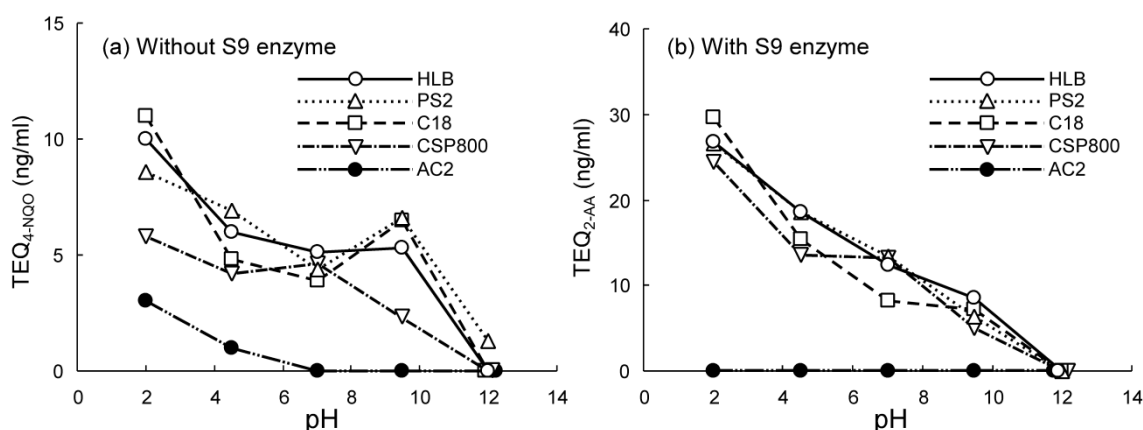 (a) Without S9 enzyme
HLB
PS2
C18
CSP800
AC2
TEQ4-NQO (ng/ml)
15
10
5
0
0 2 4 6 8 10 12 14
pH
(b) With S9 enzyme
HLB
PS2
C18
CSP800
AC2
TEQ2-AA (ng/ml)
40
30
20
10
0
0 2 4 6 8 10 12 14
pH